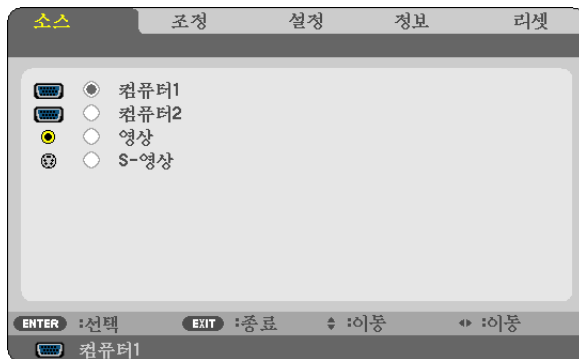 소스 조정 설정 정보 리셋
컴퓨터1
컴퓨터2
영상
S-영상
ENTER :선택 EXIT :종료 :이동 :이동
컴퓨터1